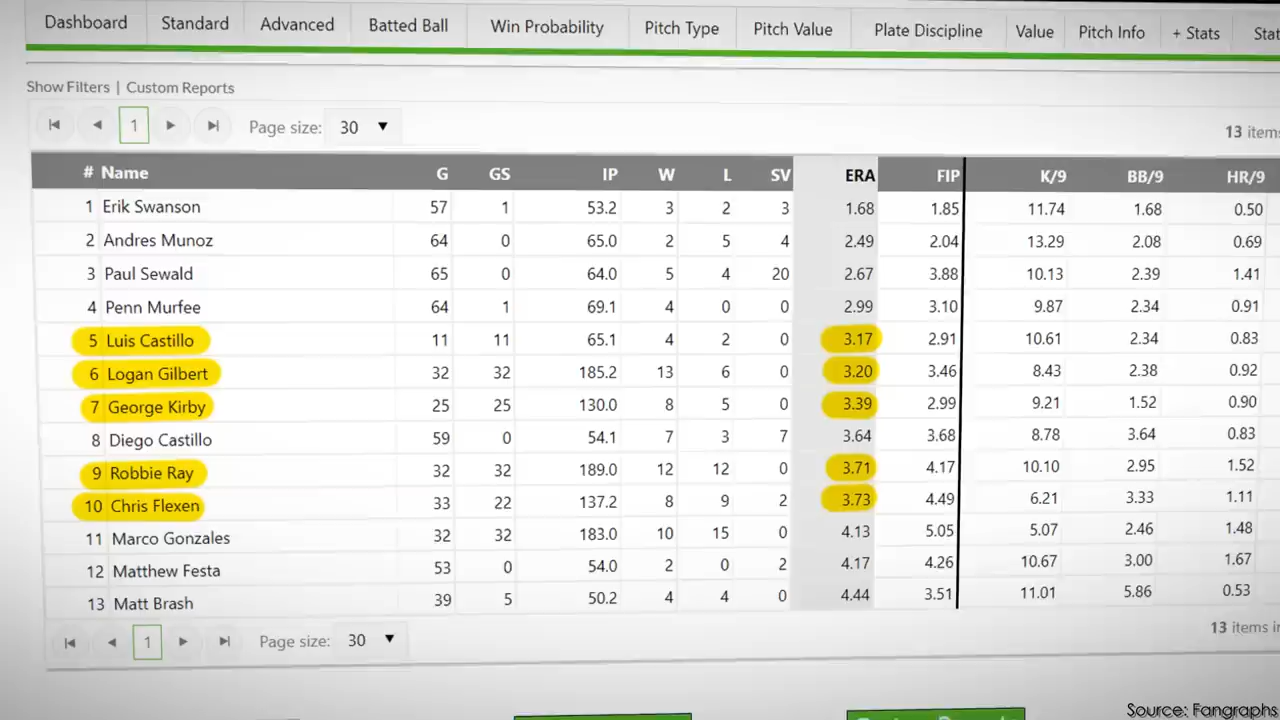 Dashboard Standard Advanced Batted Ball Win Probability Pitch Type Pitch Value Plate Discipline Value Pitch Info + Stats Stat
Show Filters | Custom Reports
1 Page size: 30 13 items
# Name G GS IP W L SV ERA FIP K/9 BB/9 HR/9
1 Erik Swanson 57 1 53.2 3 2 3 1.68 1.85 11.74 1.68 0.50
2 Andres Munoz 64 0 65.0 2 5 4 2.49 2.04 13.29 2.08 0.69
3 Paul Sewald 65 0 64.0 5 4 20 2.67 3.88 10.13 2.39 1.41
4 Penn Murfee 64 1 69.1 4 0 0 2.99 3.10 9.87 2.34 0.91
5 Luis Castillo 11 11 65.1 4 2 0 3.17 2.91 10.61 2.34 0.83
6 Logan Gilbert 32 32 185.2 13 6 0 3.20 3.46 8.43 2.38 0.92
7 George Kirby 25 25 130.0 8 5 0 3.39 2.99 9.21 1.52 0.90
8 Diego Castillo 59 0 54.1 7 3 7 3.64 3.68 8.78 3.64 0.83
9 Robbie Ray 32 32 189.0 12 12 0 3.71 4.17 10.10 2.95 1.52
10 Chris Flexen 33 22 137.2 8 9 2 3.73 4.49 6.21 3.33 1.11
11 Marco Gonzales 32 32 183.0 10 15 0 4.13 5.05 5.07 2.46 1.48
12 Matthew Festa 53 0 54.0 2 0 2 4.17 4.26 10.67 3.00 1.67
13 Matt Brash 39 5 50.2 4 4 0 4.44 3.51 11.01 5.86 0.53
1 Page size: 30 13 items in
Source: Fangraphs